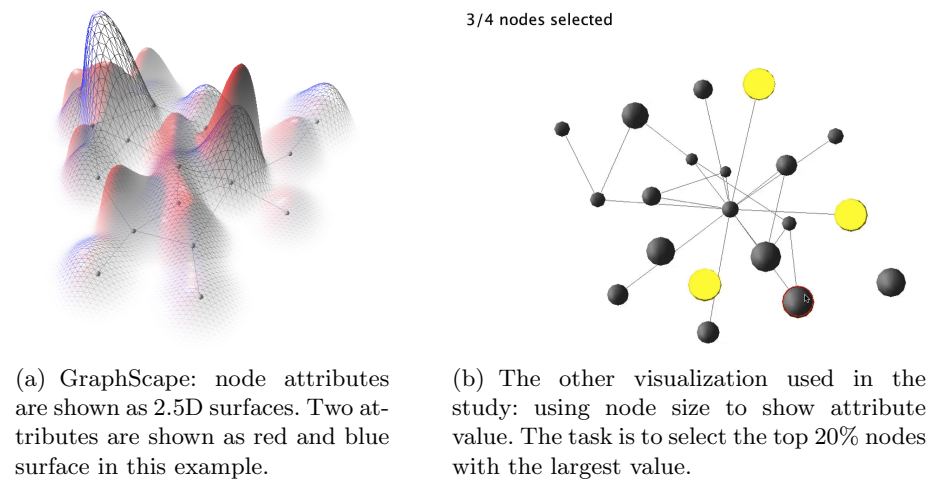 3/4 nodes selected
(a) GraphScape: node attributes
are shown as 2.5D surfaces. Two at-
tributes are shown as red and blue
surface in this example.
(b) The other visualization used in the
study: using node size to show attribute
value. The task is to select the top 20% nodes
with the largest value.